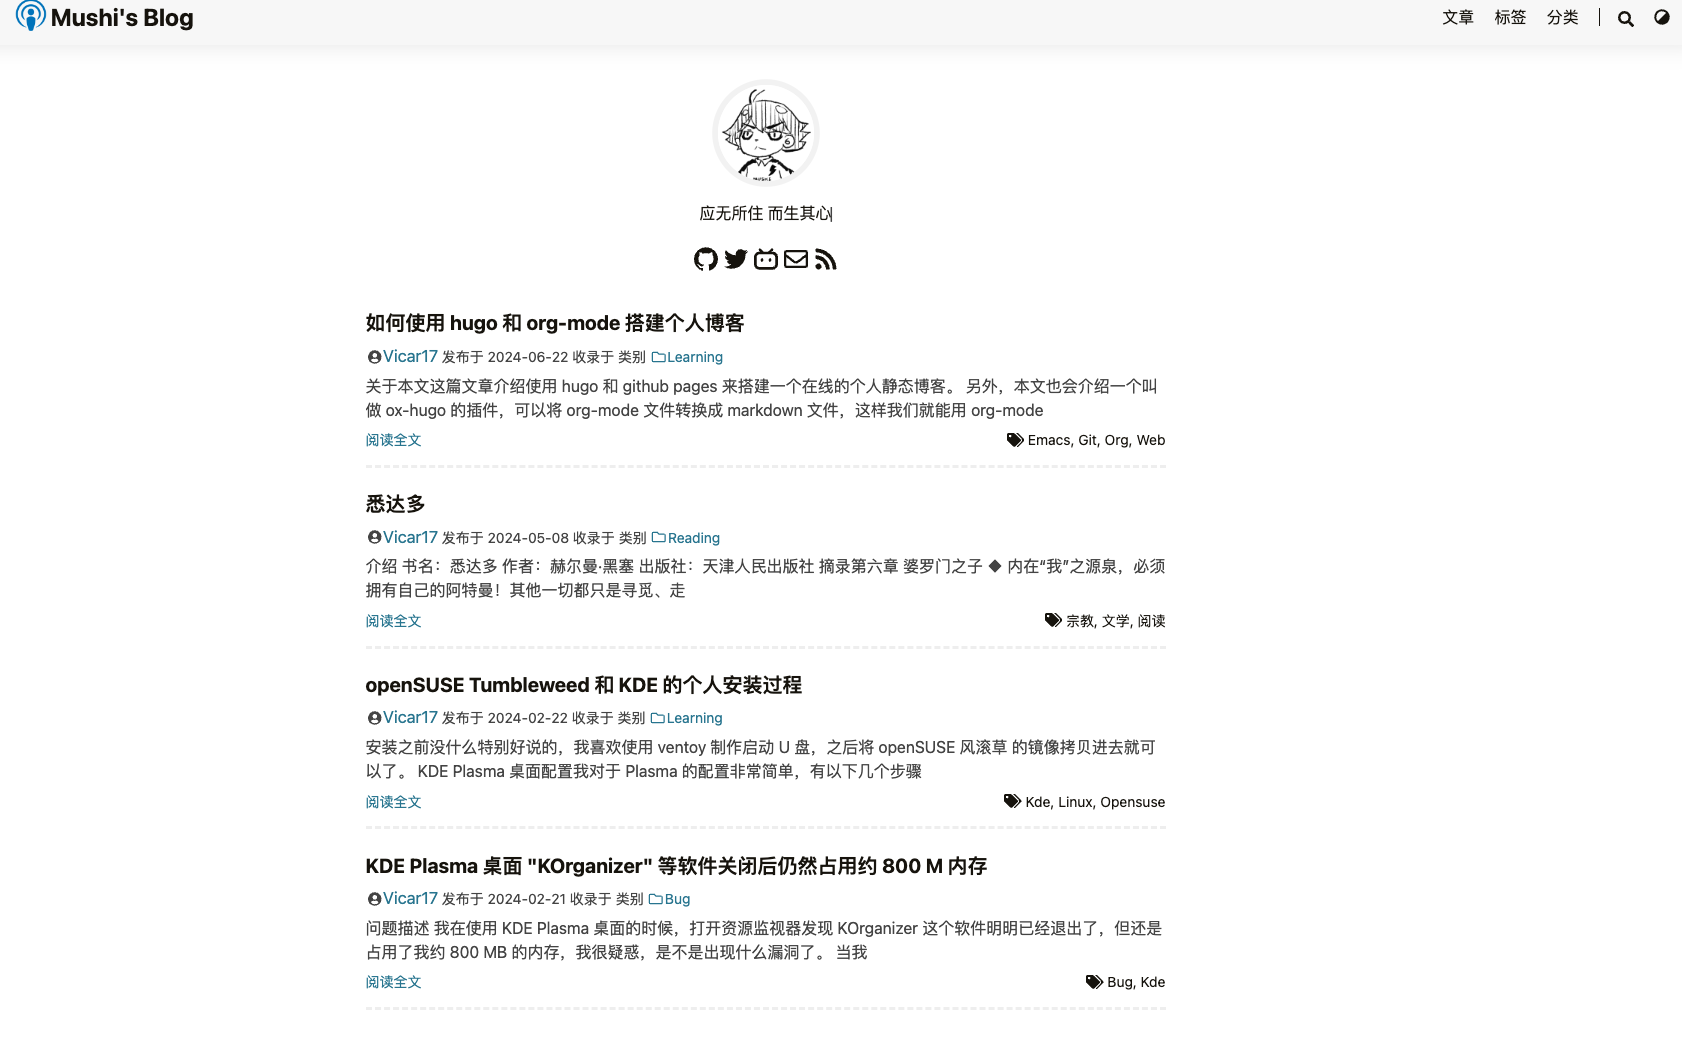 Mushi's Blog
文章 标签 分类
MUSHI
应无所住 而生其心
如何使用 hugo 和 org-mode 搭建个人博客
Vicar17 发布于 2024-06-22 收录于 类别 Learning
关于本文这篇文章介绍使用 hugo 和 github pages 来搭建一个在线的个人静态博客。 另外，本文也会介绍一个叫
做 ox-hugo 的插件，可以将 org-mode 文件转换成 markdown 文件，这样我们就能用 org-mode
阅读全文
Emacs, Git, Org, Web
悉达多
Vicar17 发布于 2024-05-08 收录于 类别 Reading
介绍 书名：悉达多 作者：赫尔曼·黑塞 出版社：天津人民出版社 摘录第六章 婆罗门之子 ◆ 内在“我”之源泉，必须
拥有自己的阿特曼！其他一切都只是寻觅、走
阅读全文
宗教, 文学, 阅读
openSUSE Tumbleweed 和 KDE 的个人安装过程
Vicar17 发布于 2024-02-22 收录于 类别 Learning
安装之前没什么特别好说的，我喜欢使用 ventoy 制作启动 U 盘，之后将 openSUSE 风滚草 的镜像拷贝进去就可
以了。 KDE Plasma 桌面配置我对于 Plasma 的配置非常简单，有以下几个步骤
阅读全文
Kde, Linux, Opensuse
KDE Plasma 桌面 "KOrganizer" 等软件关闭后仍然占用约 800 M 内存
Vicar17 发布于 2024-02-21 收录于 类别 Bug
问题描述 我在使用 KDE Plasma 桌面的时候，打开资源监视器发现 KOrganizer 这个软件明明已经退出了，但还是
占用了我约 800 MB 的内存，我很疑惑，是不是出现什么漏洞了。 当我
阅读全文
Bug, Kde